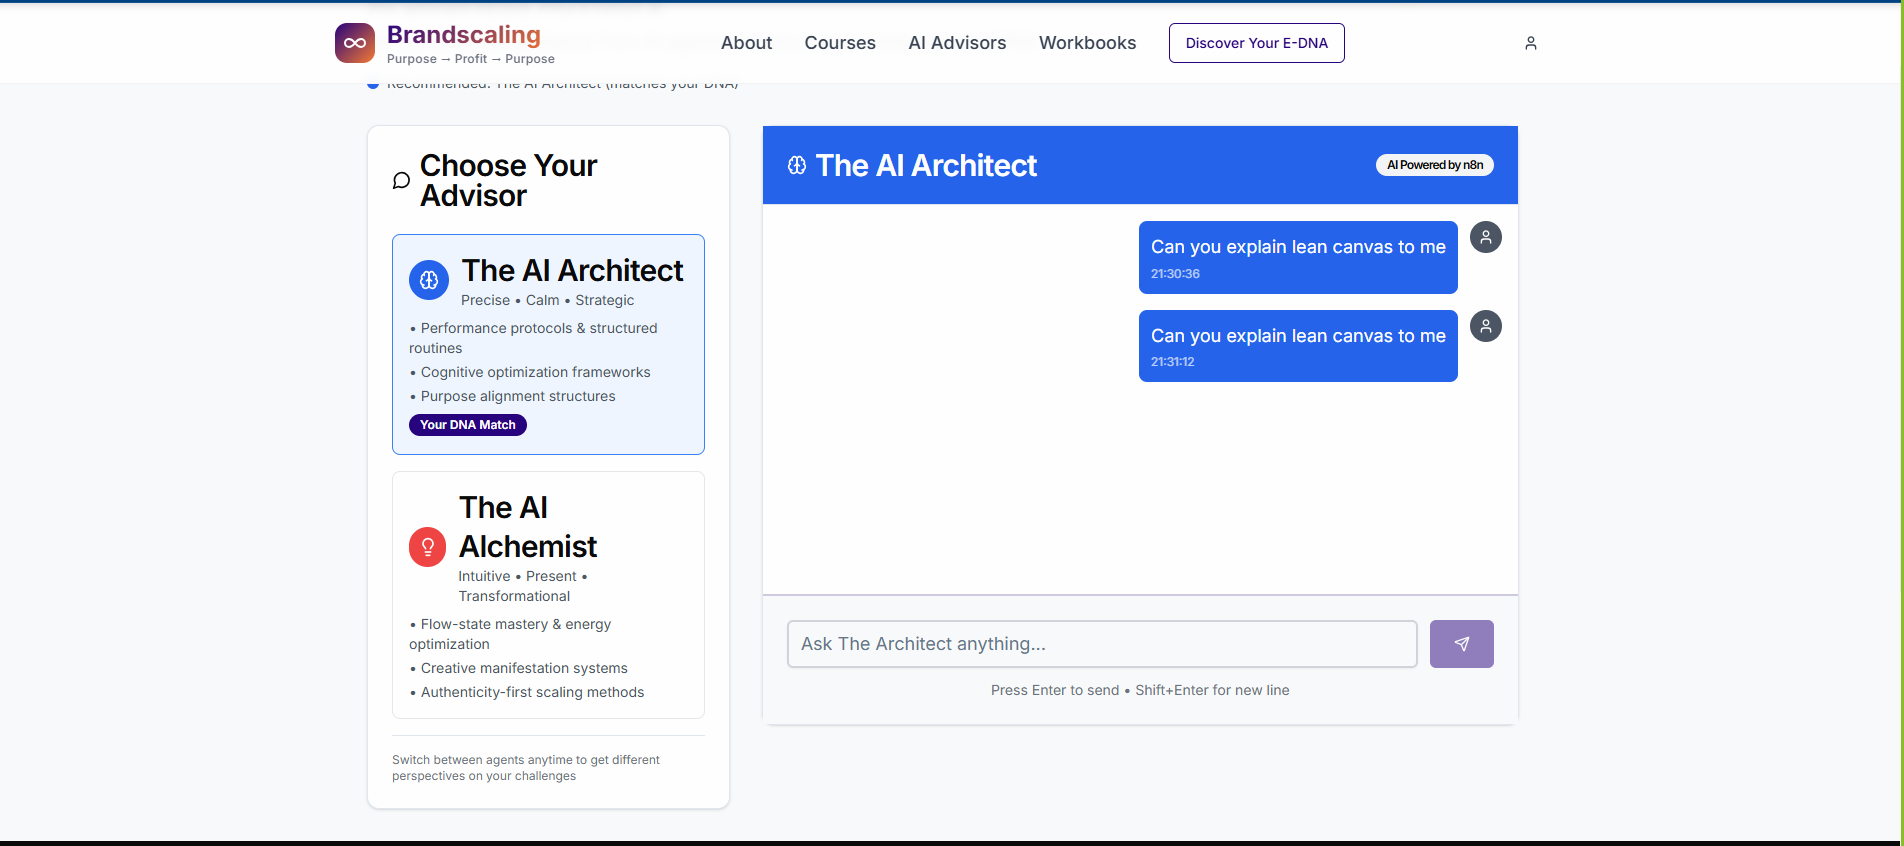 Brandscaling
Purpose → Profit → Purpose
About
Courses
AI Advisors
Workbooks
Discover Your E-DNA
Recommended: The AI Architect (matches your DNA)
Choose Your
Advisor
The AI Architect
Precise • Calm • Strategic
• Performance protocols & structured
routines
• Cognitive optimization frameworks
• Purpose alignment structures
Your DNA Match
The AI
Alchemist
Intuitive • Present •
Transformational
• Flow-state mastery & energy
optimization
• Creative manifestation systems
• Authenticity-first scaling methods
Switch between agents anytime to get different
perspectives on your challenges
The AI Architect
AI Powered by n8n
Can you explain lean canvas to me
21:30:36
Can you explain lean canvas to me
21:31:12
Ask The Architect anything...
Press Enter to send • Shift+Enter for new line